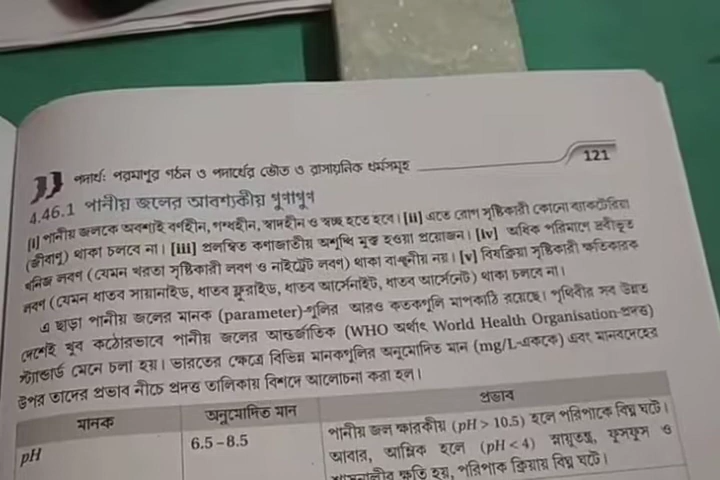 পদার্থ: পরমাণুর গঠন ও পদার্থের ভৌত ও রাসায়নিক ধর্মসমূহ
121
4.46.1 পানীয় জলের আবশ্যকীয় গুণাগুণ
[i] পানীয় জলকে অবশ্যই বর্ণহীন, গন্ধহীন, স্বাদহীন ও স্বচ্ছ হতে হবে। [ii] এতে রোগ সৃষ্টিকারী কোনো ব্যাকটেরিয়া
(জীবাণু) থাকা চলবে না। [iii] প্রলম্বিত কণাজাতীয় অশুদ্ধি মুক্ত হওয়া প্রয়োজন। [iv] অধিক পরিমাণে দ্রবীভূত
খনিজ লবণ (যেমন খরতা সৃষ্টিকারী লবণ ও নাইট্রেট লবণ) থাকা বাঞ্ছনীয় নয়। [v] বিষক্রিয়া সৃষ্টিকারী ক্ষতিকারক
লবণ (যেমন ধাতব সায়ানাইড, ধাতব ফ্লুরাইড, ধাতব আর্সেনাইট, ধাতব আর্সেনেট) থাকা চলবে না।
এ ছাড়া পানীয় জলের মানক (parameter)-গুলির আরও কতকগুলি মাপকাঠি রয়েছে। পৃথিবীর সব উন্নত
দেশেই খুব কঠোরভাবে পানীয় জলের আন্তর্জাতিক (WHO অর্থাৎ World Health Organisation-প্রদত্ত)
স্ট্যান্ডার্ড মেনে চলা হয়। ভারতের ক্ষেত্রে বিভিন্ন মানকগুলির অনুমোদিত মান (mg/L-এককে) এবং মানবদেহের
উপর তাদের প্রভাব নীচে প্রদত্ত তালিকায় বিশদে আলোচনা করা হল।
মানক অনুমোদিত মান প্রভাব
pH 6.5-8.5 পানীয় জল ক্ষারকীয় (pH > 10.5) হলে পরিপাকে বিঘ্ন ঘটে।
আবার, আম্লিক হলে (pH < 4) স্নায়ুতন্ত্র, ফুসফুস ও
শ্বাসনালীর ক্ষতি হয়, পরিপাক ক্রিয়ায় বিঘ্ন ঘটে।